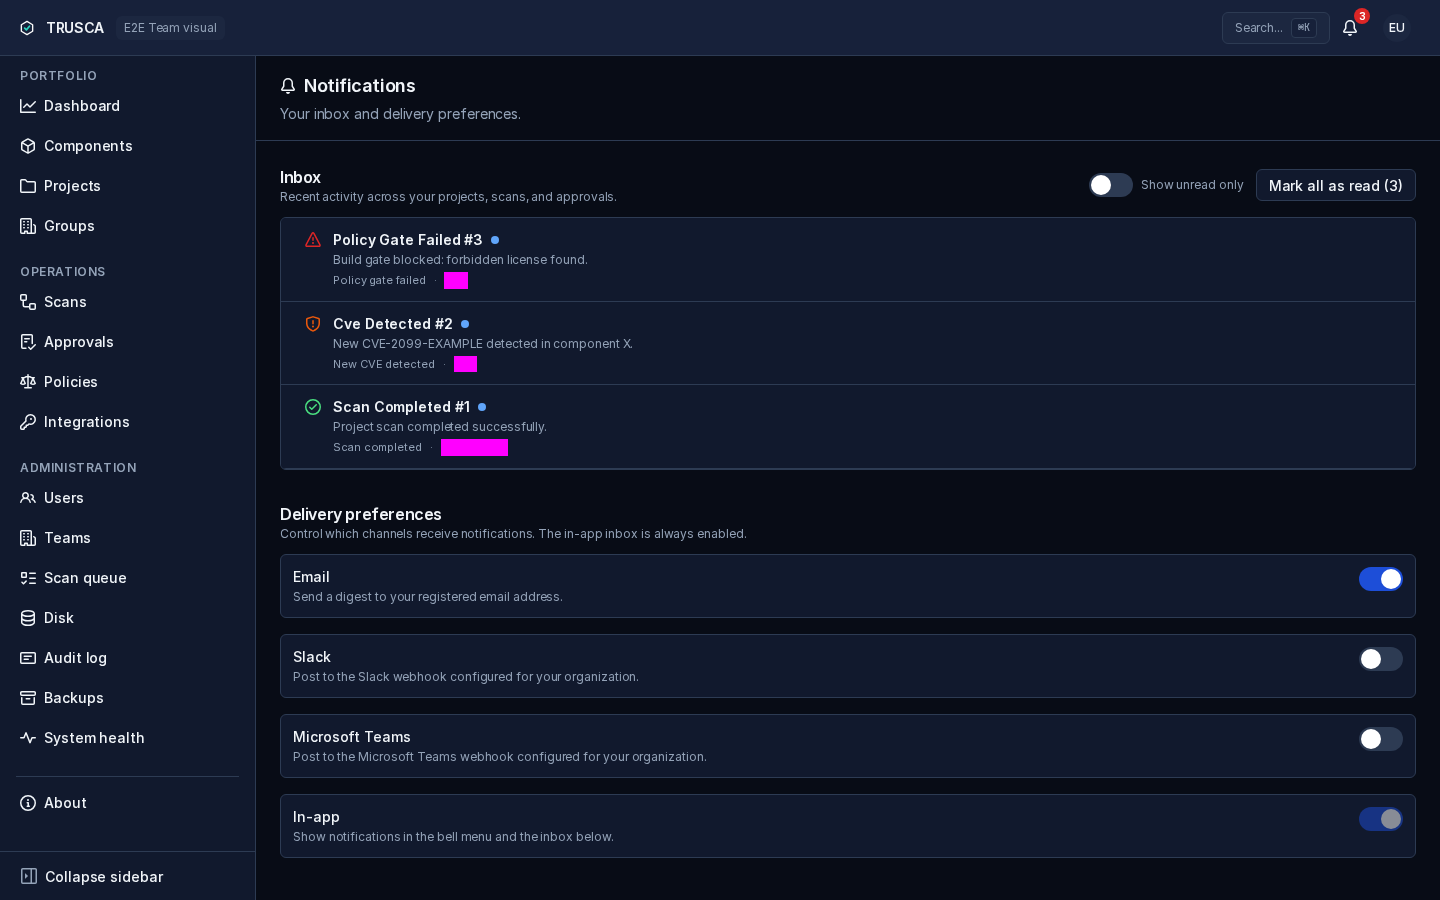 TRUSCA
E2E Team visual
Search...
⌘K
3
EU
PORTFOLIO
Dashboard
Components
Projects
Groups
OPERATIONS
Scans
Approvals
Policies
Integrations
ADMINISTRATION
Users
Teams
Scan queue
Disk
Audit log
Backups
System health
About
Collapse sidebar
Notifications
Your inbox and delivery preferences.
Inbox
Recent activity across your projects, scans, and approvals.
Show unread only
Mark all as read (3)
Policy Gate Failed #3
Build gate blocked: forbidden license found.
Policy gate failed ·
Cve Detected #2
New CVE-2099-EXAMPLE detected in component X.
New CVE detected ·
Scan Completed #1
Project scan completed successfully.
Scan completed ·
Delivery preferences
Control which channels receive notifications. The in-app inbox is always enabled.
Email
Send a digest to your registered email address.
Slack
Post to the Slack webhook configured for your organization.
Microsoft Teams
Post to the Microsoft Teams webhook configured for your organization.
In-app
Show notifications in the bell menu and the inbox below.